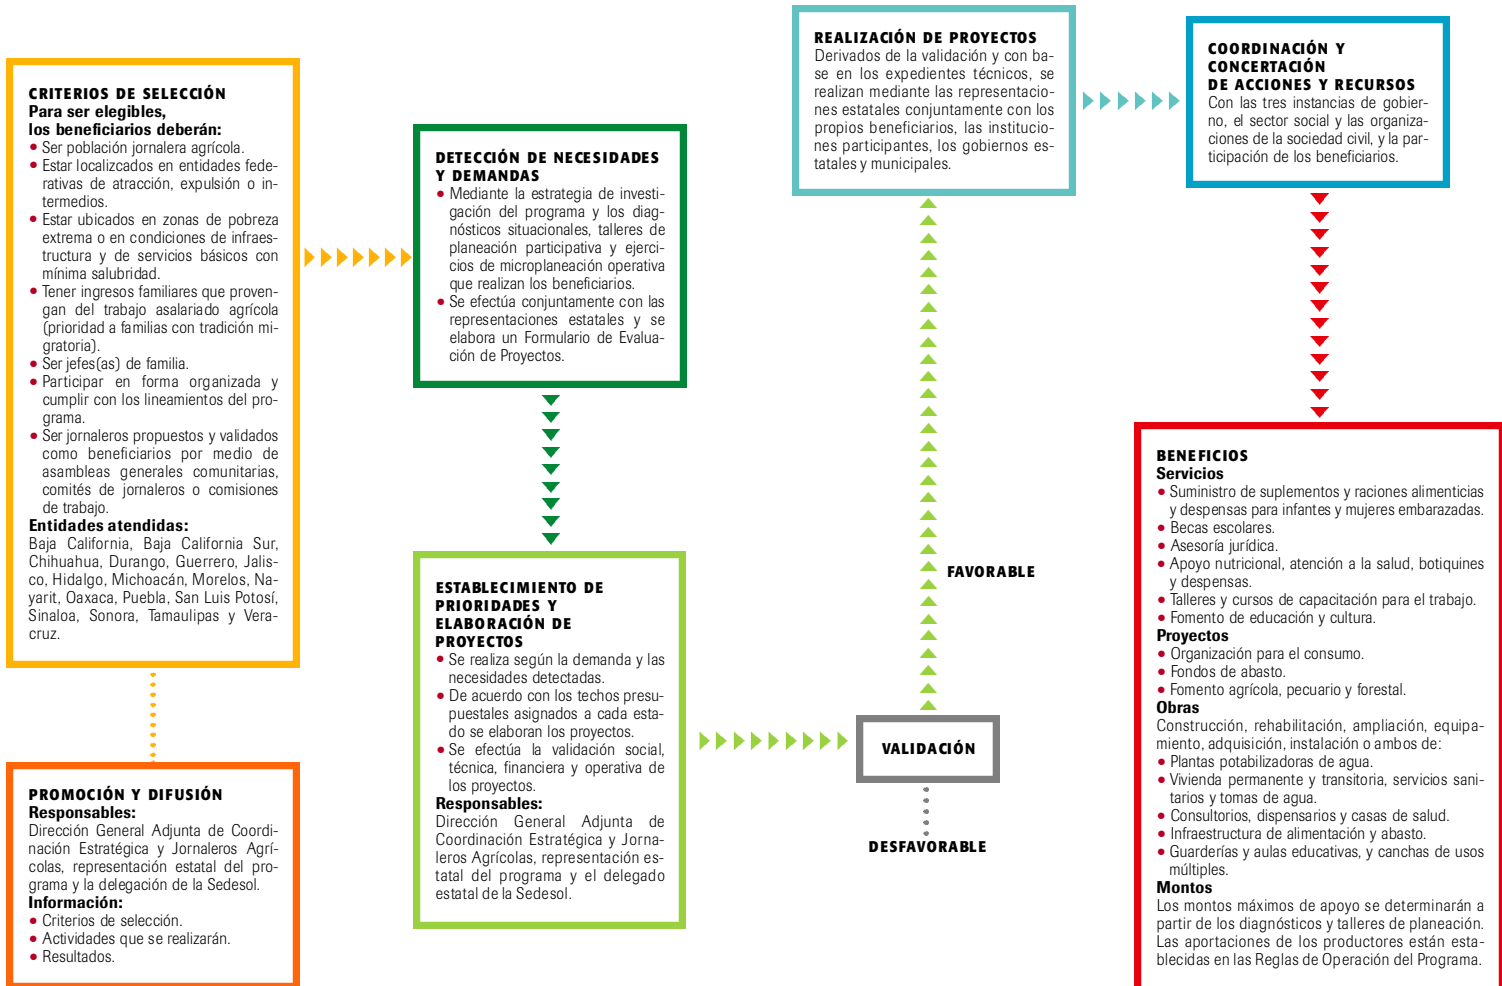 CRITERIOS DE SELECCIÓN
Para ser elegibles,
los beneficiarios deberán:
• Ser población jornalera agrícola.
• Estar localizcados en entidades fede-
rativas de atracción, expulsión o in-
termedios.
• Estar ubicados en zonas de pobreza
extrema o en condiciones de infraes-
tructura y de servicios básicos con
mínima salubridad.
• Tener ingresos familiares que proven-
gan del trabajo asalariado agrícola
(prioridad a familias con tradición mi-
gratoria).
• Ser jefes(as) de familia.
• Participar en forma organizada y
cumplir con los lineamientos del pro-
grama.
• Ser jornaleros propuestos y validados
como beneficiarios por medio de
asambleas generales comunitarias,
comités de jornaleros o comisiones
de trabajo.
Entidades atendidas:
Baja California, Baja California Sur,
Chihuahua, Durango, Guerrero, Jalis-
co, Hidalgo, Michoacán, Morelos, Na-
yarit, Oaxaca, Puebla, San Luis Potosí,
Sinaloa, Sonora, Tamaulipas y Vera-
cruz.
PROMOCIÓN Y DIFUSIÓN
Responsables:
Dirección General Adjunta de Coordi-
nación Estratégica y Jornaleros Agrí-
colas, representación estatal del pro-
grama y la delegación de la Sedesol.
Información:
• Criterios de selección.
• Actividades que se realizarán.
• Resultados.
DETECCIÓN DE NECESIDADES
Y DEMANDAS
• Mediante la estrategia de investi-
gación del programa y los diag-
nósticos situacionales, talleres de
planeación participativa y ejerci-
cios de microplaneación operativa
que realizan los beneficiarios.
• Se efectúa conjuntamente con las
representaciones estatales y se
elabora un Formulario de Evalua-
ción de Proyectos.
ESTABLECIMIENTO DE
PRIORIDADES Y
ELABORACIÓN DE
PROYECTOS
• Se realiza según la demanda y las
necesidades detectadas.
• De acuerdo con los techos presu-
puestales asignados a cada esta-
do se elaboran los proyectos.
• Se efectúa la validación social,
técnica, financiera y operativa de
los proyectos.
Responsables:
Dirección General Adjunta de
Coordinación Estratégica y Jorna-
leros Agrícolas, representación es-
tatal del programa y el delegado
estatal de la Sedesol.
VALIDACIÓN
DESFAVORABLE
FAVORABLE
REALIZACIÓN DE PROYECTOS
Derivados de la validación y con ba-
se en los expedientes técnicos, se
realizan mediante las representacio-
nes estatales conjuntamente con los
propios beneficiarios, las institucio-
nes participantes, los gobiernos es-
tatales y municipales.
COORDINACIÓN Y
CONCERTACIÓN
DE ACCIONES Y RECURSOS
Con las tres instancias de gobier-
no, el sector social y las organiza-
ciones de la sociedad civil, y la par-
ticipación de los beneficiarios.
BENEFICIOS
Servicios
• Suministro de suplementos y raciones alimenticias
y despensas para infantes y mujeres embarazadas.
• Becas escolares.
• Asesoría jurídica.
• Apoyo nutricional, atención a la salud, botiquines
y despensas.
• Talleres y cursos de capacitación para el trabajo.
• Fomento de educación y cultura.
Proyectos
• Organización para el consumo.
• Fondos de abasto.
• Fomento agrícola, pecuario y forestal.
Obras
Construcción, rehabilitación, ampliación, equipa-
miento, adquisición, instalación o ambos de:
• Plantas potabilizadoras de agua.
• Vivienda permanente y transitoria, servicios sani-
tarios y tomas de agua.
• Consultorios, dispensarios y casas de salud.
• Infraestructura de alimentación y abasto.
• Guarderías y aulas educativas, y canchas de usos
múltiples.
Montos
Los montos máximos de apoyo se determinarán a
partir de los diagnósticos y talleres de planeación.
Las aportaciones de los productores están esta-
blecidas en las Reglas de Operación del Programa.